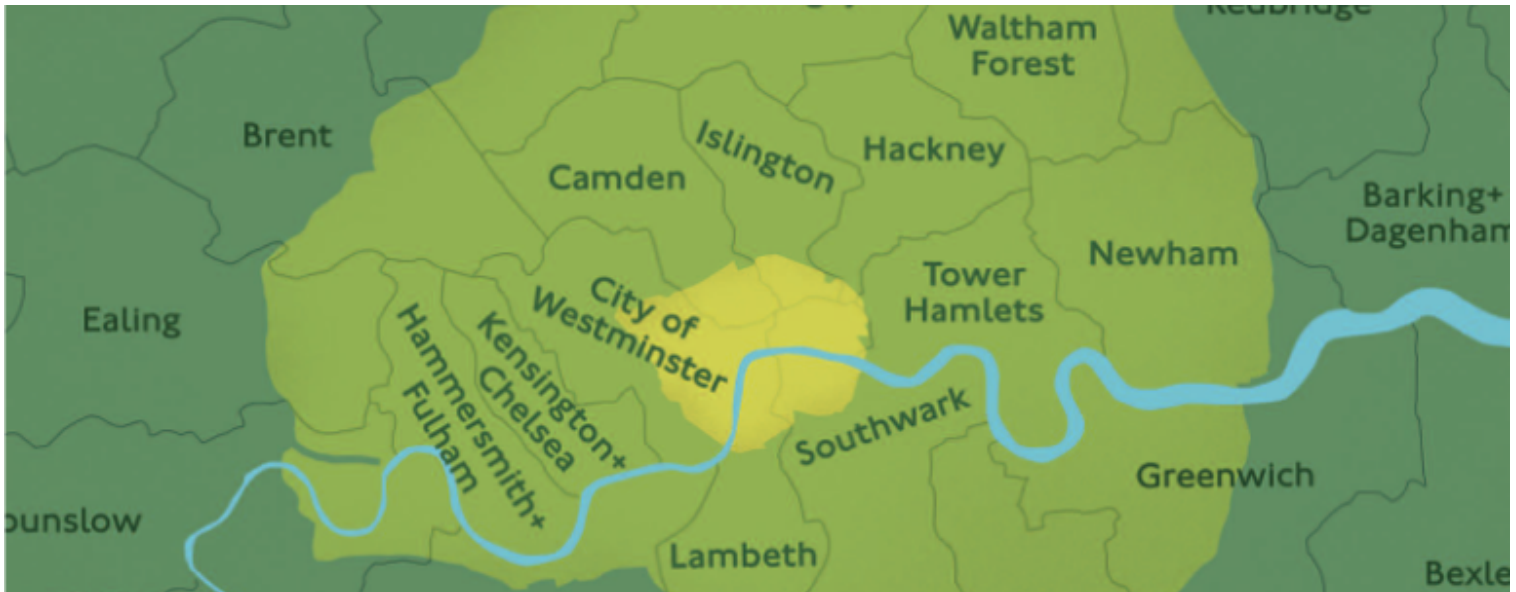 Redbridge
Waltham
Forest
Brent
Islington
Hackney
Camden
Barking+
Dagenham
Newham
Tower
Hamlets
City of
Westminster
Ealing
Kensington+
Chelsea
Hammersmith+
Fulham
Southwark
Greenwich
ounslow
Lambeth
Bexle